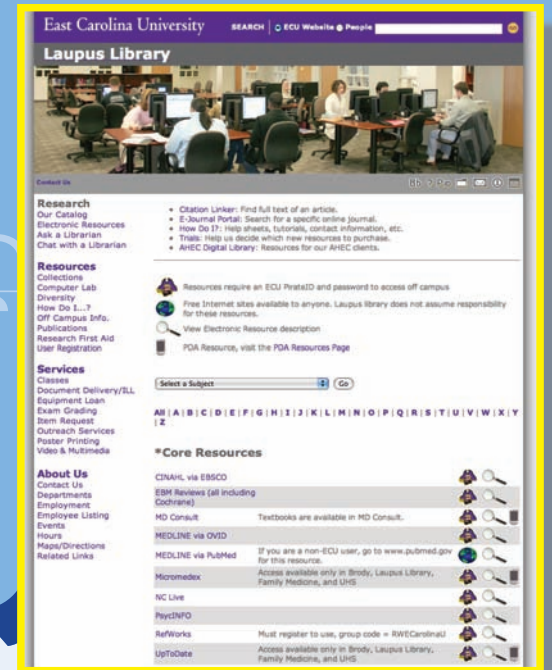 East Carolina University
SEARCH | ECU Website People
Laupus Library
Contact Us
Research
Our Catalog
Electronic Resources
Ask a Librarian
Chat with a Librarian
Resources
Collections
Computer Lab
Diversity
How Do I...?
Off Campus Info.
Publications
Research First Aid
User Registration
Services
Classes
Document Delivery/ILL
Equipment Loan
Exam Grading
Item Request
Outreach Services
Poster Printing
Video & Multimedia
About Us
Contact Us
Departments
Employment
Employee Listing
Events
Hours
Maps/Directions
Related Links
• Citation Linker: Find full text of an article.
• E-Journal Portal: Search for a specific online journal.
• How Do I?: Help sheets, tutorials, contact information, etc.
• Trials: Help us decide which new resources to purchase.
• AHEC Digital Library: Resources for our AHEC clients.
Resources require an ECU PirateID and password to access off campus
Free Internet sites available to anyone. Laupus library does not assume responsibility
for these resources.
View Electronic Resource description
PDA Resource, visit the PDA Resources Page
Select a Subject Go
All | A | B | C | D | E | F | G | H | I | J | K | L | M | N | O | P | Q | R | S | T | U | V | W | X | Y
| Z
*Core Resources
CINAHL via EBSCO
EBM Reviews (all including
Cochrane)
MD Consult Textbooks are available in MD Consult.
MEDLINE via OVID
MEDLINE via PubMed If you are a non-ECU user, go to www.pubmed.gov
for this resource.
Micromedex Access available only in Brody, Laupus Library,
Family Medicine, and UHS
NC Live
PsycINFO
RefWorks Must register to use, group code = RWECarolinaU
UpToDate Access available only in Brody, Laupus Library,
Family Medicine, and UHS